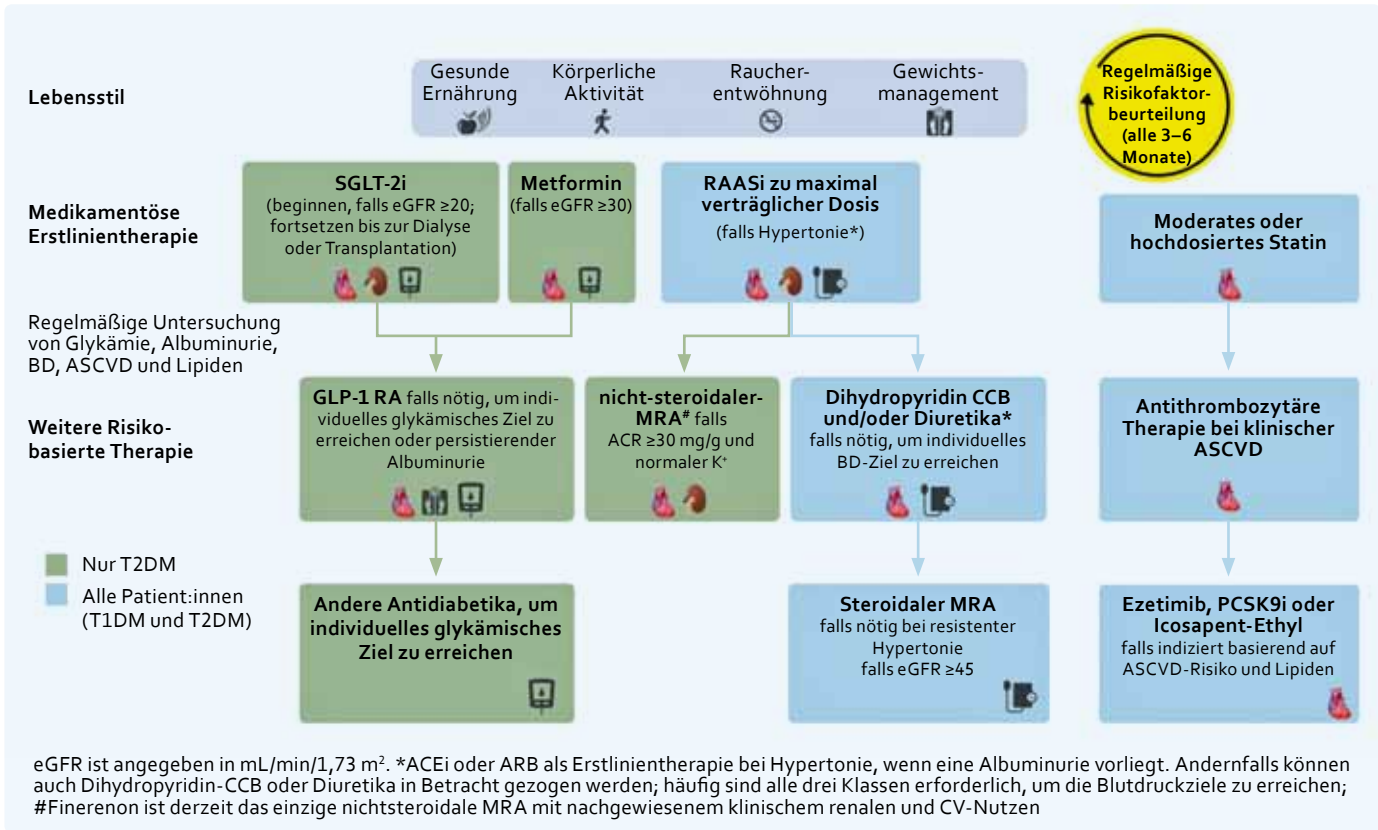 Lebensstil
Gesunde
Ernährung
Körperliche
Aktivität
Raucher-
entwöhnung
Gewichts-
management
Regelmäßige
Risikofaktor-
beurteilung
(alle 3–6
Monate)
Medikamentöse
Erstlinientherapie
SGLT-2i
(beginnen, falls eGFR ≥20;
fortsetzen bis zur Dialyse
oder Transplantation)
Metformin
(falls eGFR ≥30)
RAASi zu maximal
verträglicher Dosis
(falls Hypertonie*)
Moderates oder
hochdosiertes Statin
Regelmäßige Untersuchung
von Glykämie, Albuminurie,
BD, ASCVD und Lipiden
Weitere Risiko-
basierte Therapie
GLP-1 RA falls nötig, um indi-
viduelles glykämisches Ziel zu
erreichen oder persistierender
Albuminurie
nicht-steroidaler-
MRA# falls
ACR ≥30 mg/g und
normaler K+
Dihydropyridin CCB
und/oder Diuretika*
falls nötig, um individuelles
BD-Ziel zu erreichen
Antithrombozytäre
Therapie bei klinischer
ASCVD
Nur T2DM
Alle Patient:innen
(T1DM und T2DM)
Andere Antidiabetika, um
individuelles glykämisches
Ziel zu erreichen
Steroidaler MRA
falls nötig bei resistenter
Hypertonie
falls eGFR ≥45
Ezetimib, PCSK9i oder
Icosapent-Ethyl
falls indiziert basierend auf
ASCVD-Risiko und Lipiden
eGFR ist angegeben in mL/min/1,73 m². *ACEi oder ARB als Erstlinientherapie bei Hypertonie, wenn eine Albuminurie vorliegt. Andernfalls können
auch Dihydropyridin-CCB oder Diuretika in Betracht gezogen werden; häufig sind alle drei Klassen erforderlich, um die Blutdruckziele zu erreichen;
#Finerenon ist derzeit das einzige nichtsteroidale MRA mit nachgewiesenem klinischem renalen und CV-Nutzen